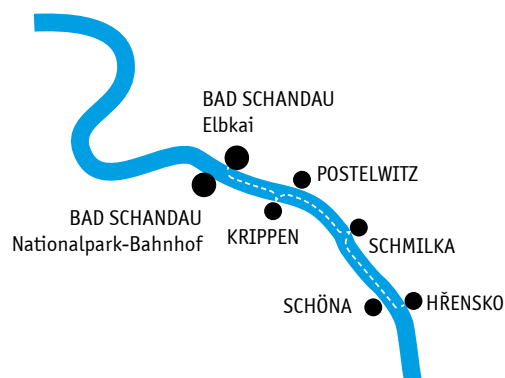 BAD SCHANDAU
Elbkai
POSTELWITZ
BAD SCHANDAU
Nationalpark-Bahnhof
KRIPPEN
SCHMILKA
SCHÖNA
HŘENSKO